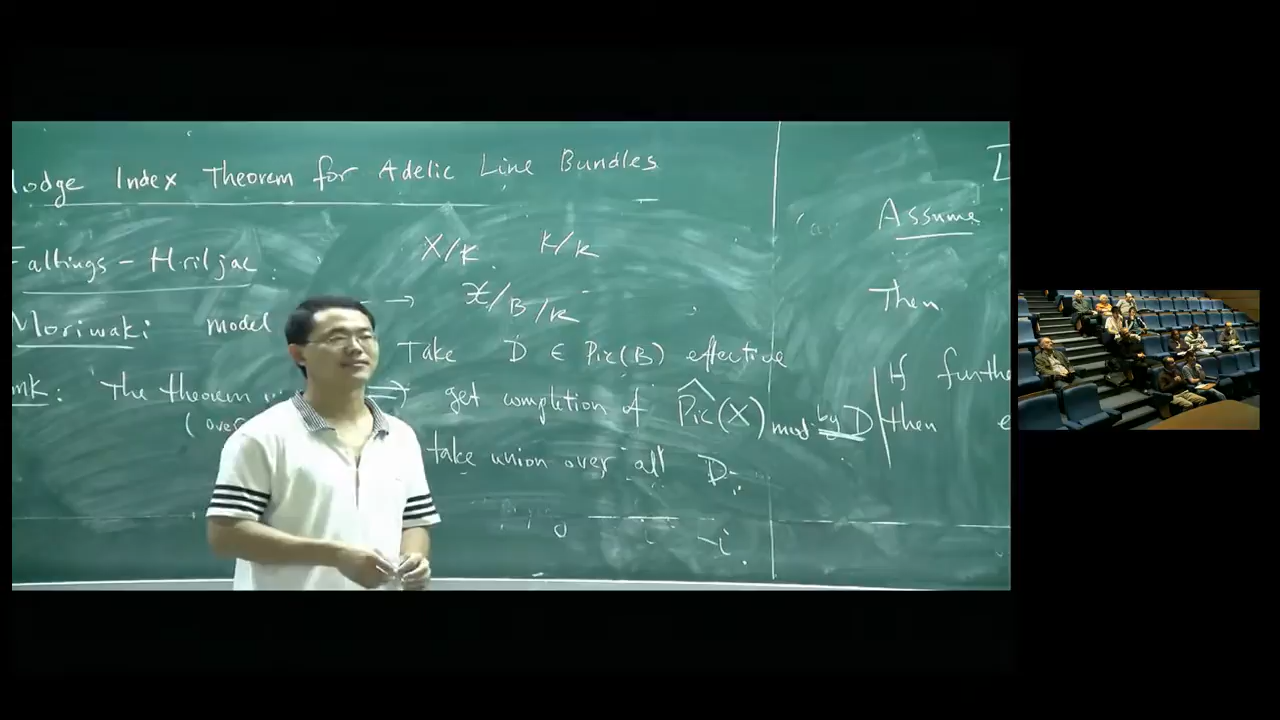 lodge Index Theorem for Adelic Line Bundles
Faltings - Hriljac.
Moriwaki model
mk: The theorem
(over
X/K. K/k
→ 𝒳/B/k
Take D ∈ Pic(B) effective
⇒ get completion of P̂ic(X) mod. by D
take union over all D.
Assume
Then
If furthe
then e